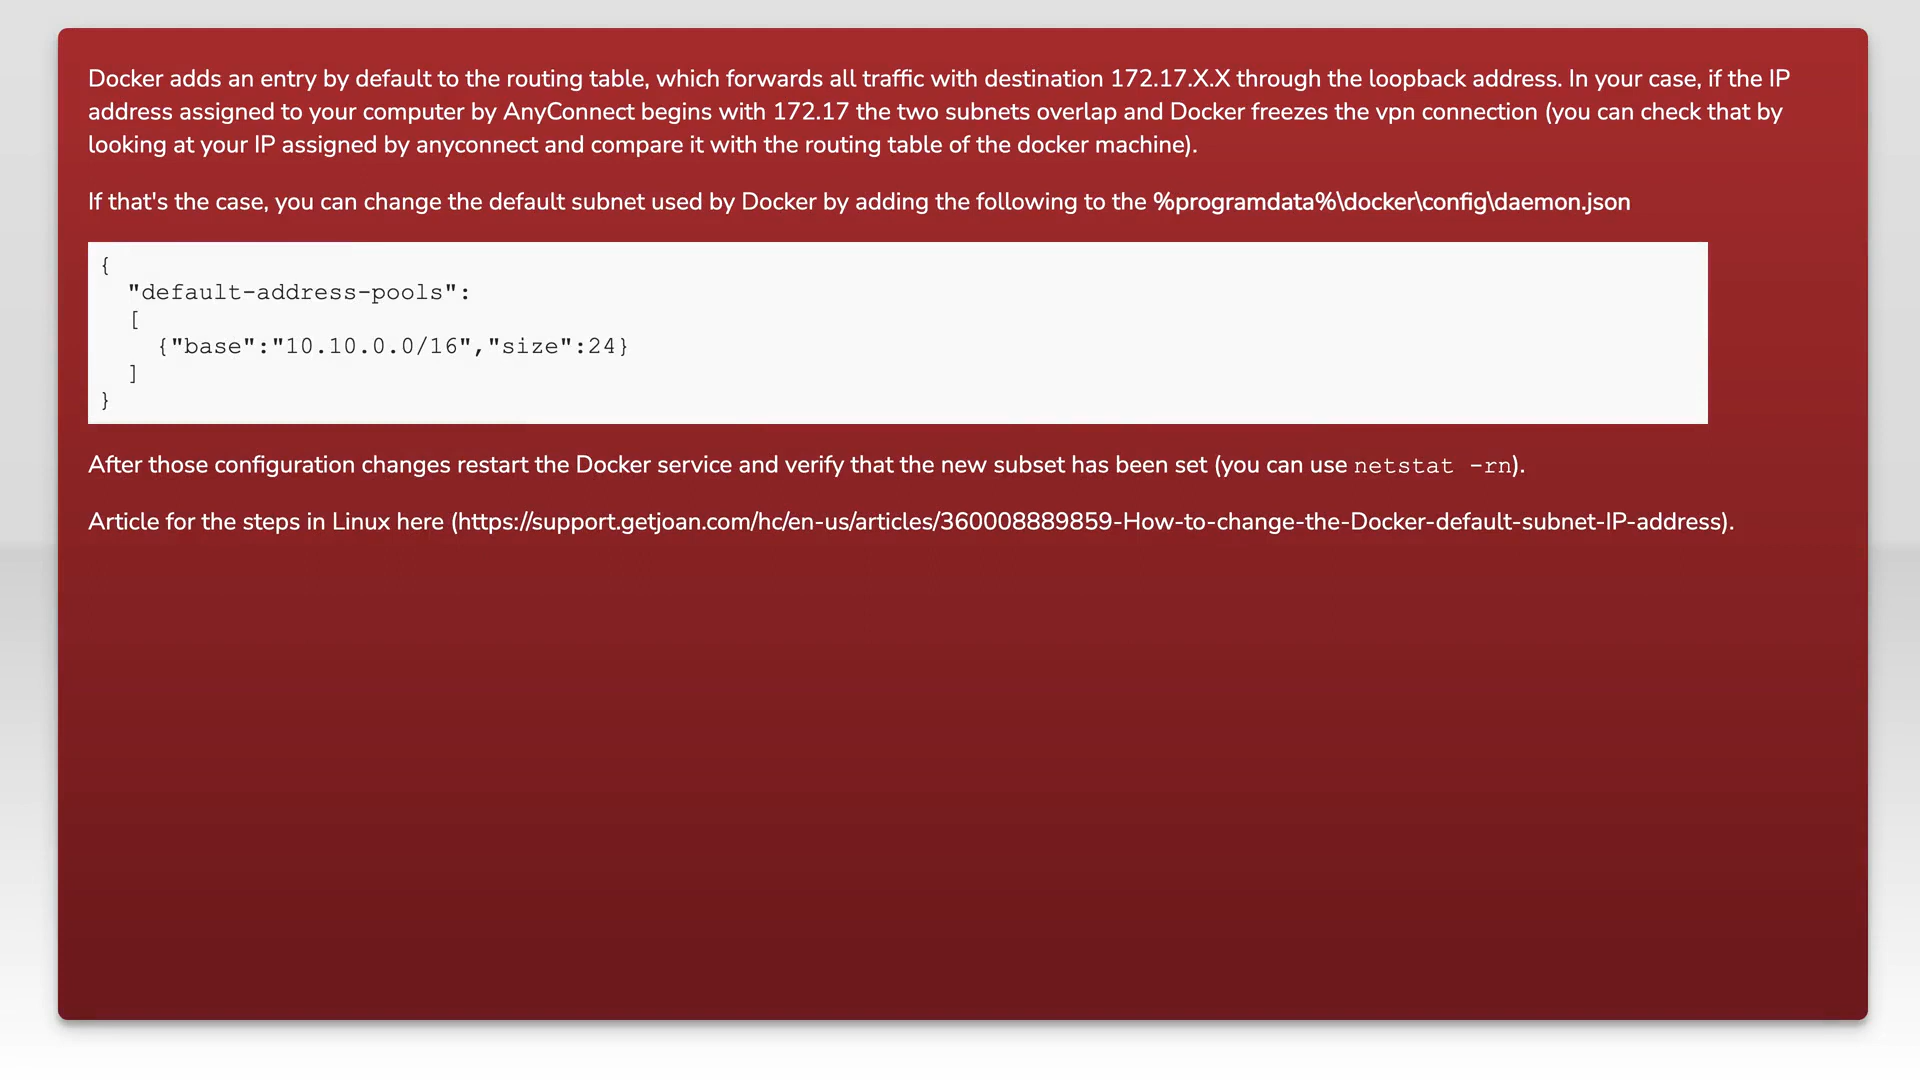 Docker adds an entry by default to the routing table, which forwards all traffic with destination 172.17.X.X through the loopback address. In your case, if the IP
address assigned to your computer by AnyConnect begins with 172.17 the two subnets overlap and Docker freezes the vpn connection (you can check that by
looking at your IP assigned by anyconnect and compare it with the routing table of the docker machine).
If that's the case, you can change the default subnet used by Docker by adding the following to the %programdata%\docker\config\daemon.json
{
  "default-address-pools":
  [
    {"base":"10.10.0.0/16","size":24}
  ]
}
After those configuration changes restart the Docker service and verify that the new subset has been set (you can use netstat -rn).
Article for the steps in Linux here (https://support.getjoan.com/hc/en-us/articles/360008889859-How-to-change-the-Docker-default-subnet-IP-address).